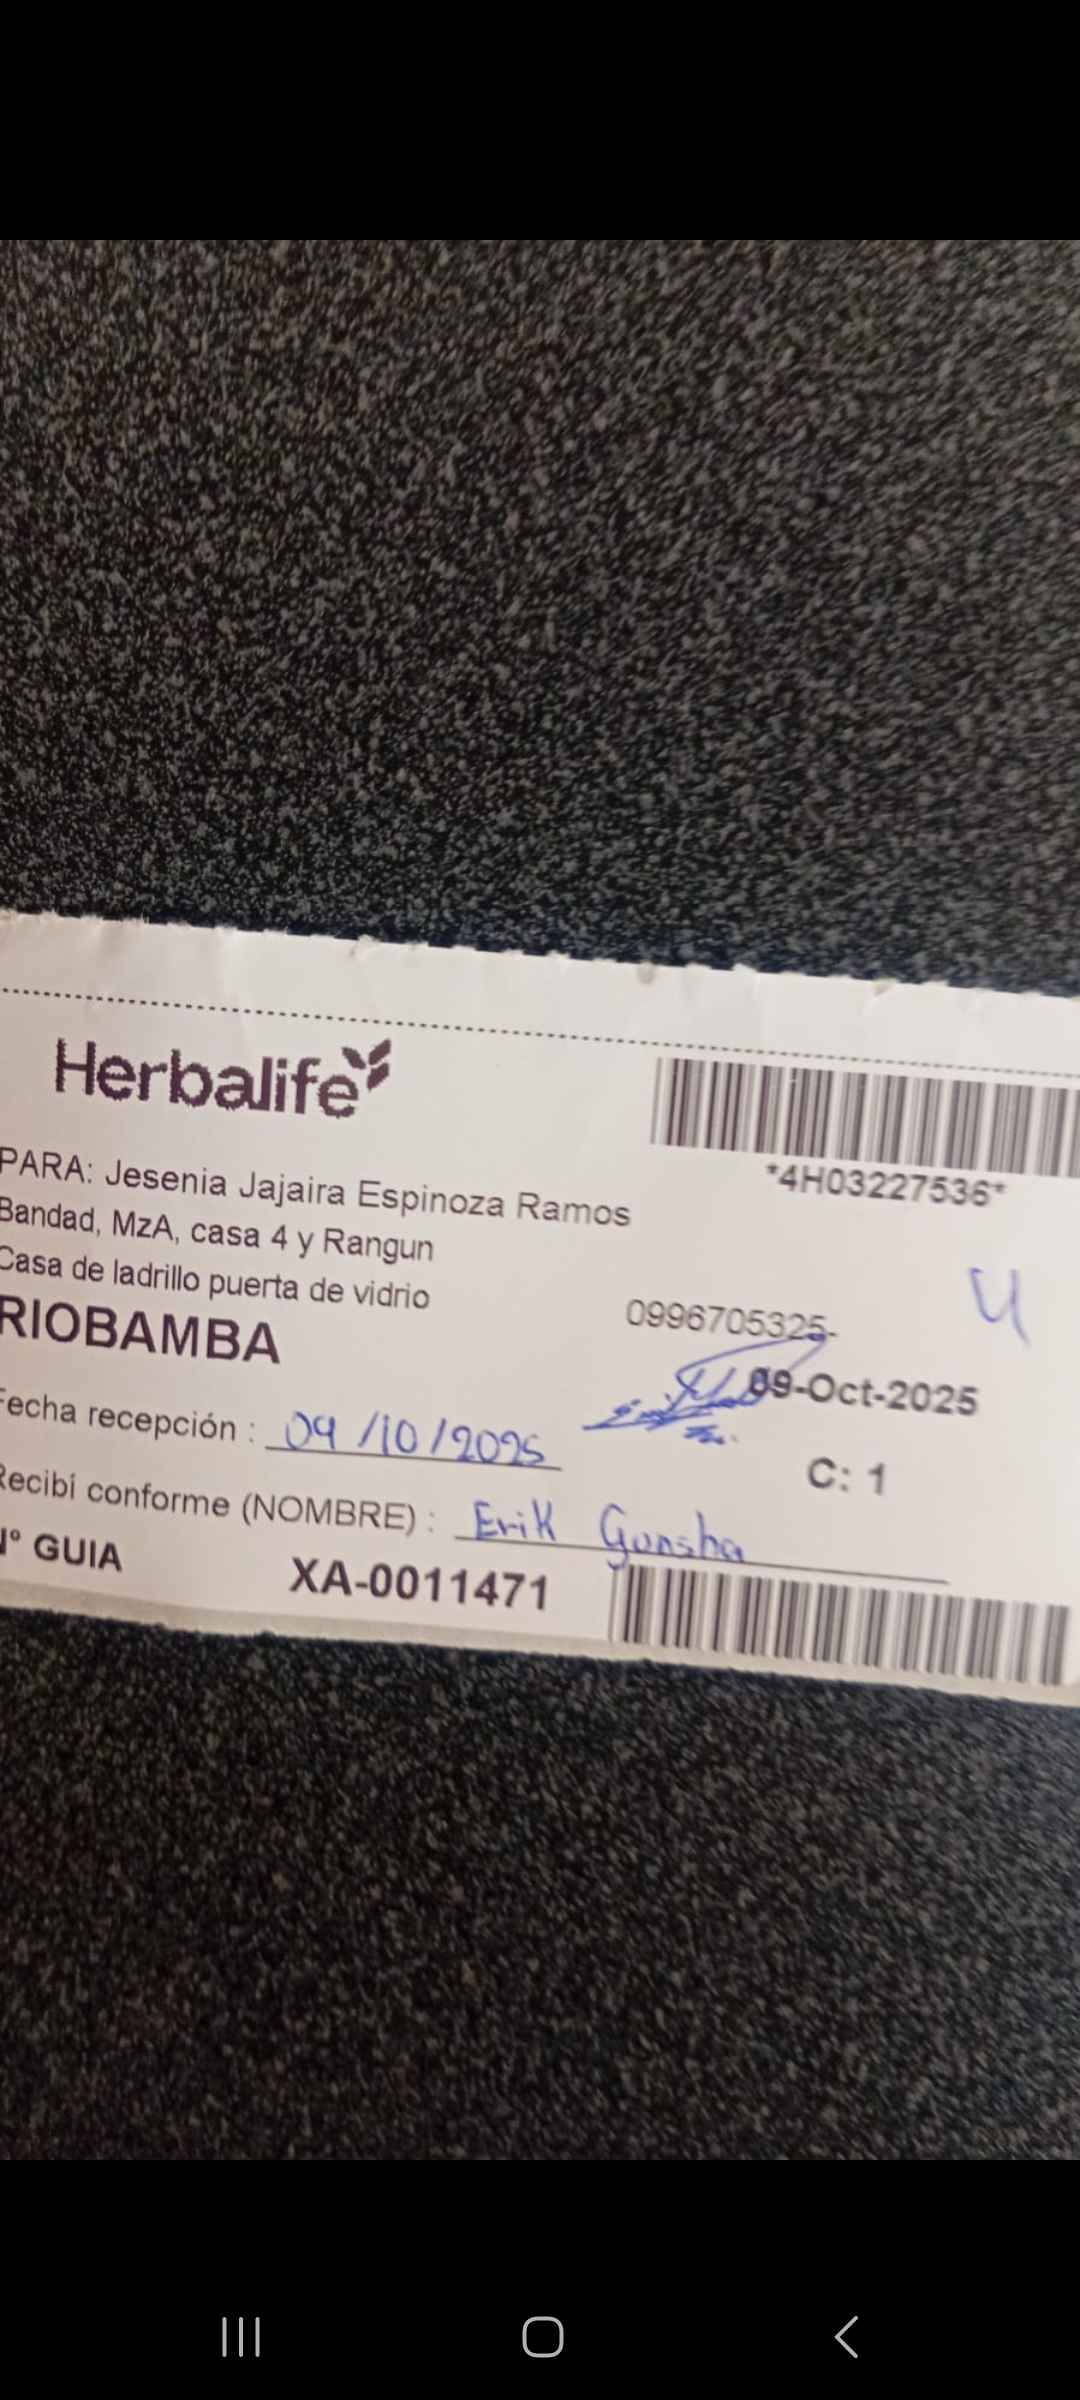 Herbalife
*4H03227536*
PARA: Jesenia Jajaira Espinoza Ramos
Bandad, MzA, casa 4 y Rangun
Casa de ladrillo puerta de vidrio
0996705325-
RIOBAMBA
09-Oct-2025
Fecha recepción : 09/10/2025
C: 1
Recibí conforme (NOMBRE) : Erik Gunsha
N° GUIA XA-0011471